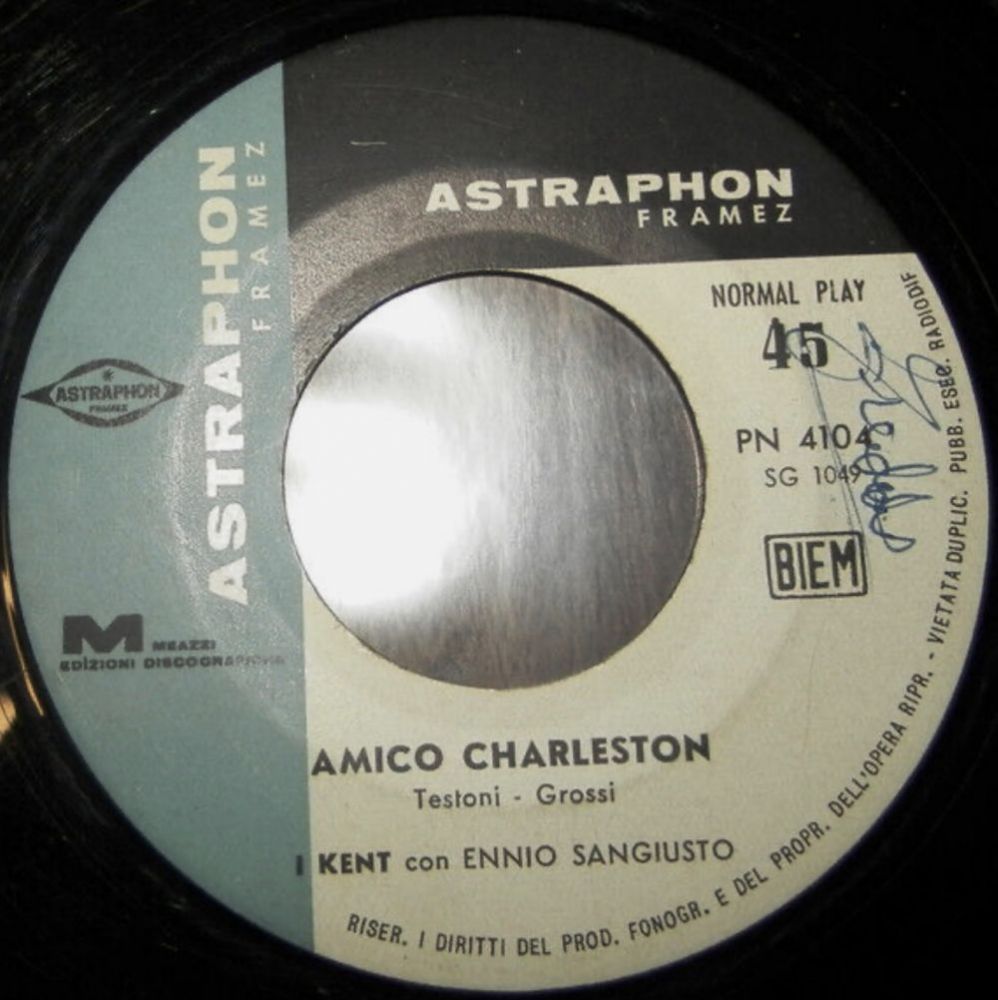 ASTRAPHON
FRAMEZ
ASTRAPHON
FRAMEZ
NORMAL PLAY
45
PN 4104
SG 1049
BIEM
ASTRAPHON
FRAMEZ
M MEAZZI
EDIZIONI DISCOGRAFICHE
AMICO CHARLESTON
Testoni - Grossi
I KENT con ENNIO SANGIUSTO
RISER. I DIRITTI DEL PROD. FONOGR. E DEL PROPR. DELL'OPERA RIPR. - VIETATA DUPLIC. PUBB. ESEC. RADIODIF